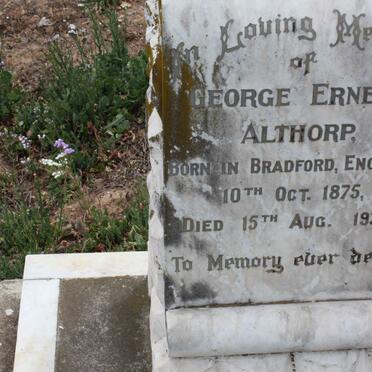 In Loving Me
of
GEORGE ERNE
ALTHORP,
BORN IN BRADFORD, ENG
10TH OCT. 1875,
DIED 15TH AUG. 19
To Memory ever de